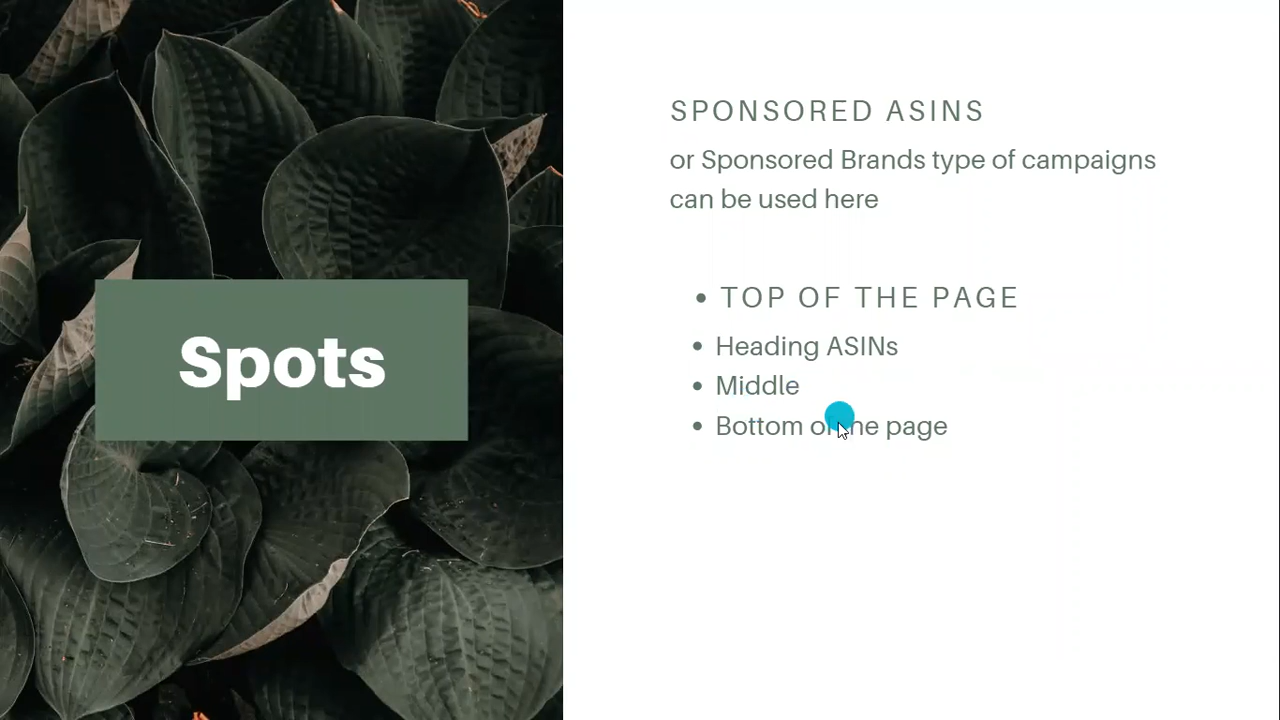 Spots
SPONSORED ASINS
or Sponsored Brands type of campaigns
can be used here
• TOP OF THE PAGE
• Heading ASINs
• Middle
• Bottom of the page